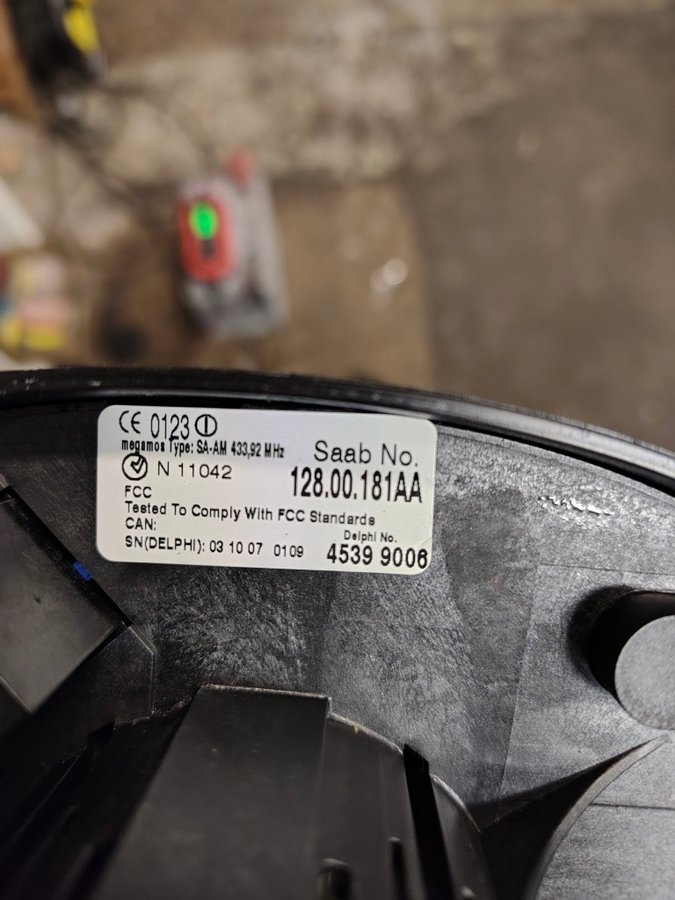 CE 0123
megamos Type: SA-AM 433,92 MHz
Saab No.
N 11042
128.00.181AA
FCC
Tested To Comply With FCC Standards
CAN:
Delphi No.
SN(DELPHI): 03 10 07 0109
4539 9006